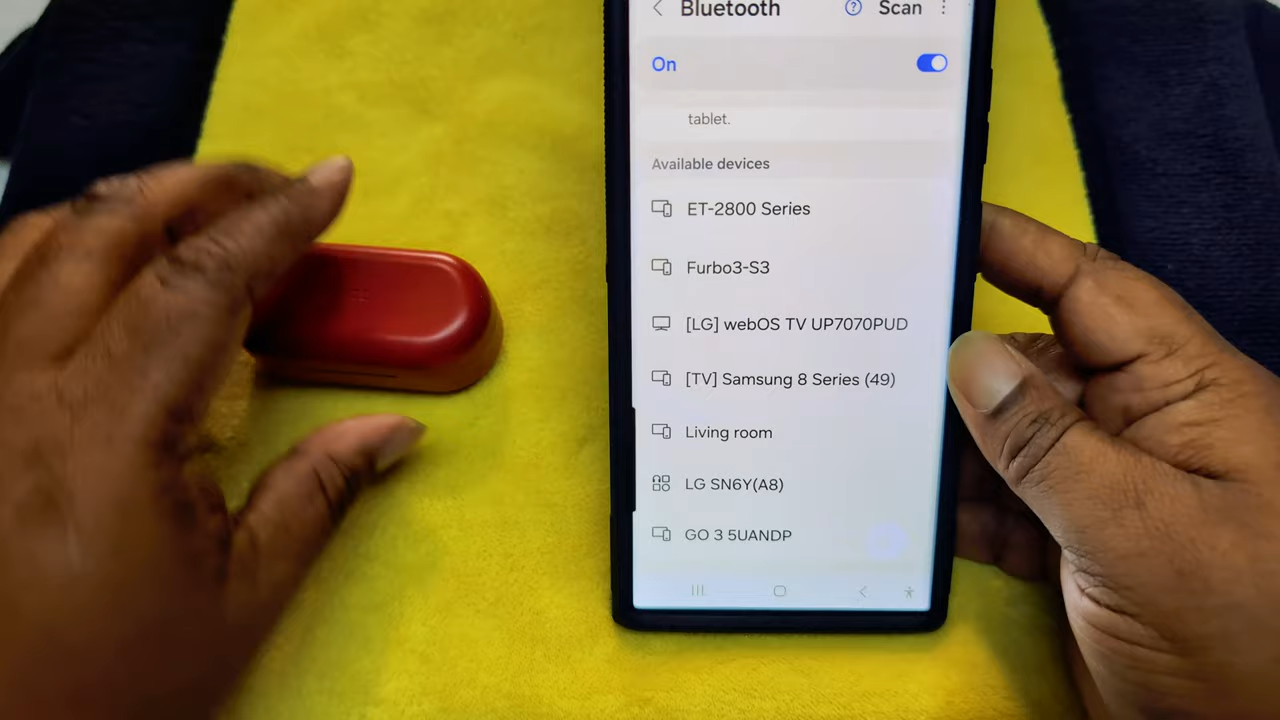 Bluetooth
Scan
On
tablet.
Available devices
ET-2800 Series
Furbo3-S3
[LG] webOS TV UP7070PUD
[TV] Samsung 8 Series (49)
Living room
LG SN6Y(A8)
GO 3 5UANDP